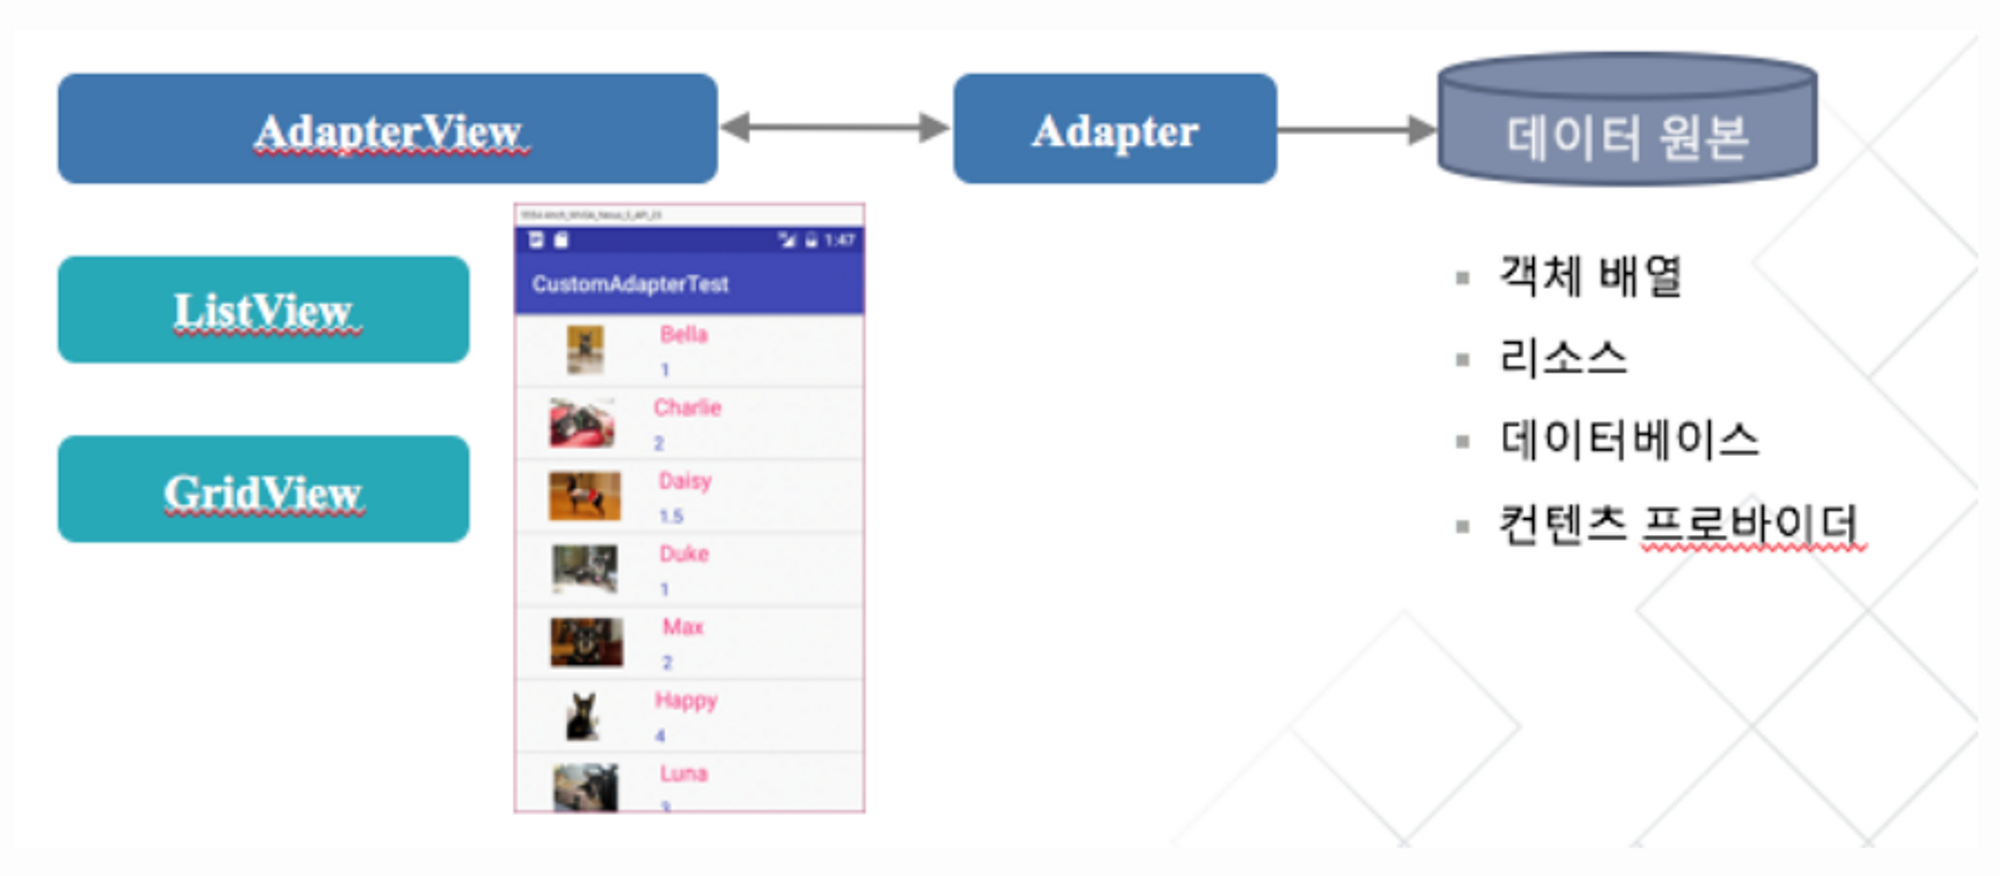 AdapterView
Adapter
데이터 원본
ListView
GridView
1:47
CustomAdapterTest
Bella
1
Charlie
2
Daisy
1.5
Duke
1
Max
2
Happy
4
Luna
3
객체 배열
리소스
데이터베이스
컨텐츠 프로바이더